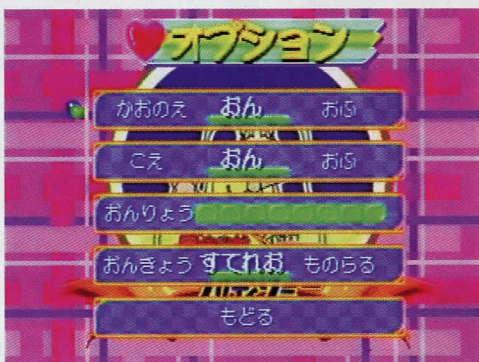 オプション
かおのえ おん おふ
こえ おん おふ
おんりょう
おんきょう すてれお ものらる
もどる